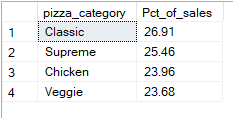 pizza_category Pct_of_sales
1 Classic 26.91
2 Supreme 25.46
3 Chicken 23.96
4 Veggie 23.68